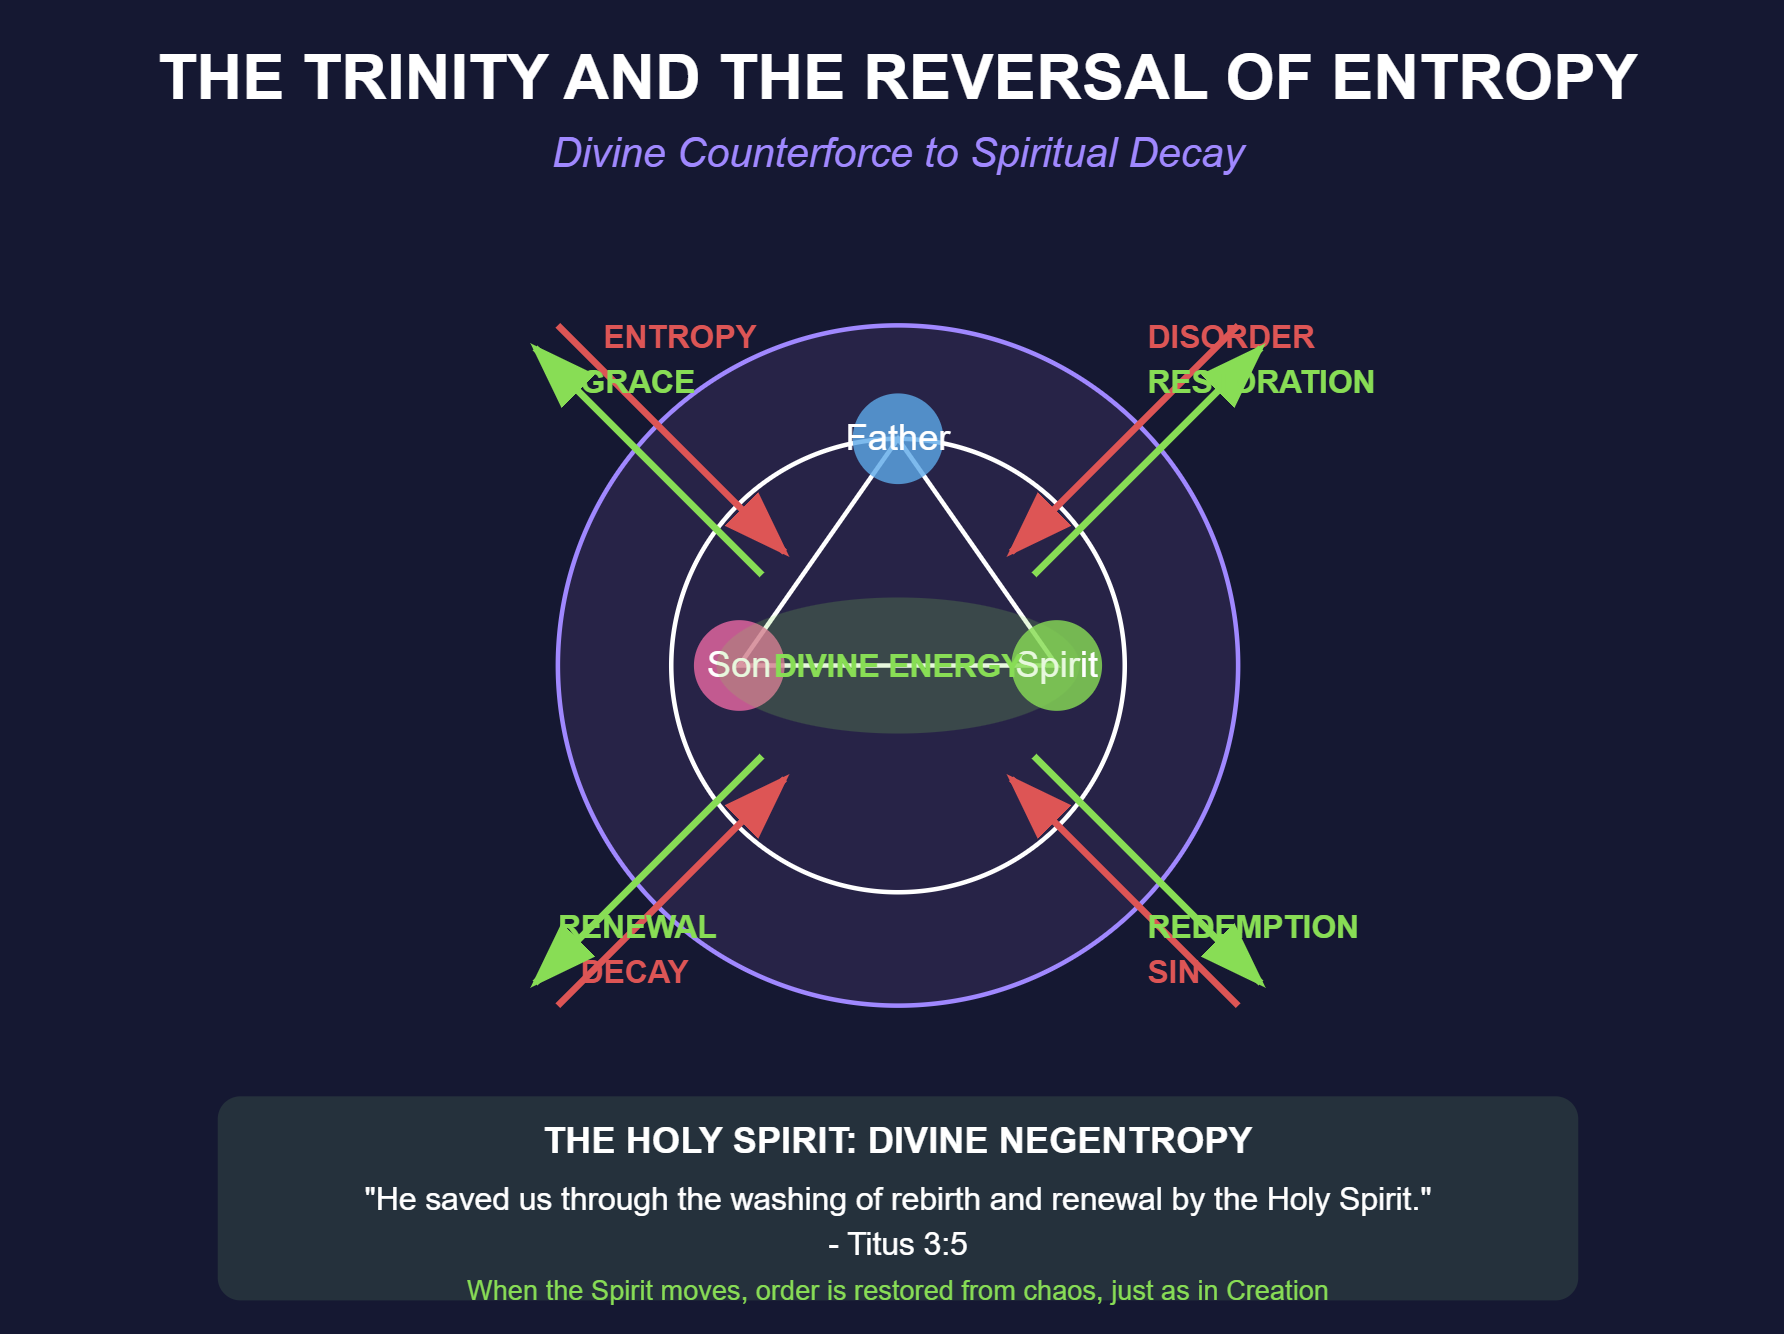 THE TRINITY AND THE REVERSAL OF ENTROPY
Divine Counterforce to Spiritual Decay
ENTROPY
GRACE
DISORDER
RESTORATION
Father
Son
DIVINE ENERGY
Spirit
RENEWAL
DECAY
REDEMPTION
SIN
THE HOLY SPIRIT: DIVINE NEGENTROPY
"He saved us through the washing of rebirth and renewal by the Holy Spirit."
- Titus 3:5
When the Spirit moves, order is restored from chaos, just as in Creation